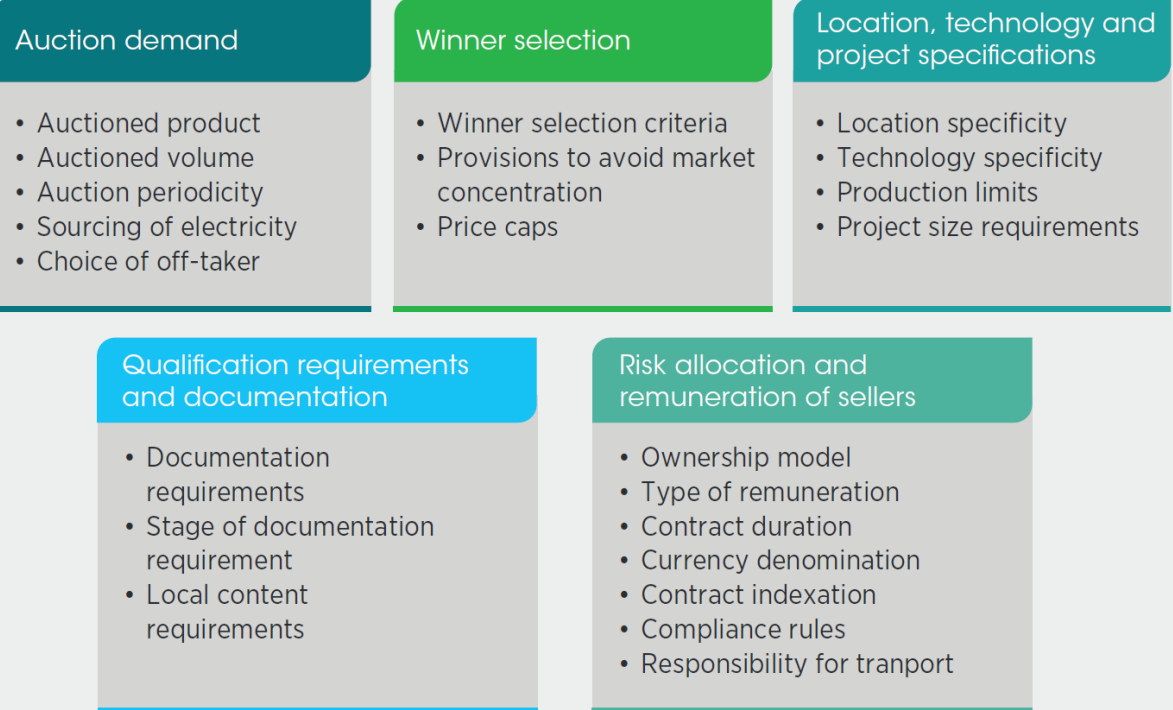 Auction demand
• Auctioned product
• Auctioned volume
• Auction periodicity
• Sourcing of electricity
• Choice of off-taker
Winner selection
• Winner selection criteria
• Provisions to avoid market
concentration
• Price caps
Location, technology and
project specifications
• Location specificity
• Technology specificity
• Production limits
• Project size requirements
Qualification requirements
and documentation
• Documentation
requirements
• Stage of documentation
requirement
• Local content
requirements
Risk allocation and
remuneration of sellers
• Ownership model
• Type of remuneration
• Contract duration
• Currency denomination
• Contract indexation
• Compliance rules
• Responsibility for tranport